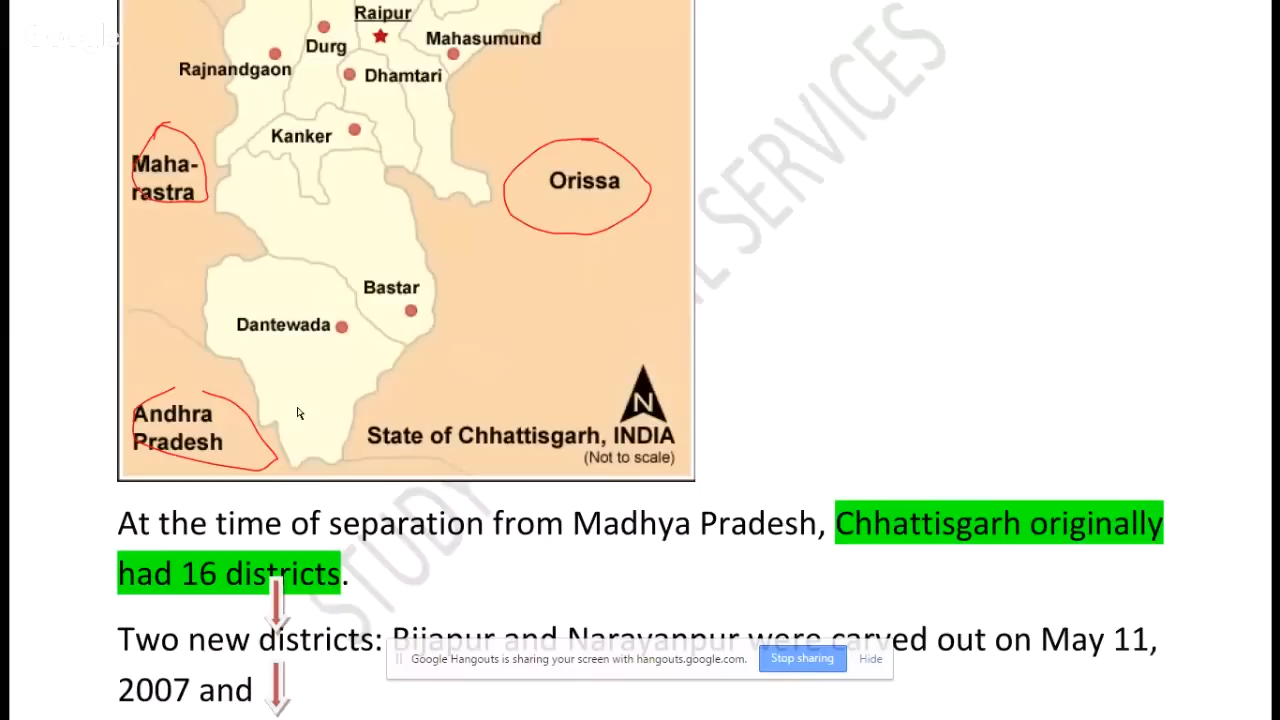 Google
Raipur
Durg
Mahasumund
Rajnandgaon
Dhamtari
Kanker
Maha-
rastra
Orissa
Bastar
Dantewada
N
Andhra
Pradesh
State of Chhattisgarh, INDIA
(Not to scale)
STUDY
SERVICES
At the time of separation from Madhya Pradesh, Chhattisgarh originally
had 16 districts.
Two new districts: Bijapur and Narayanpur were carved out on May 11,
Google Hangouts is sharing your screen with hangouts.google.com. Stop sharing Hide
2007 and